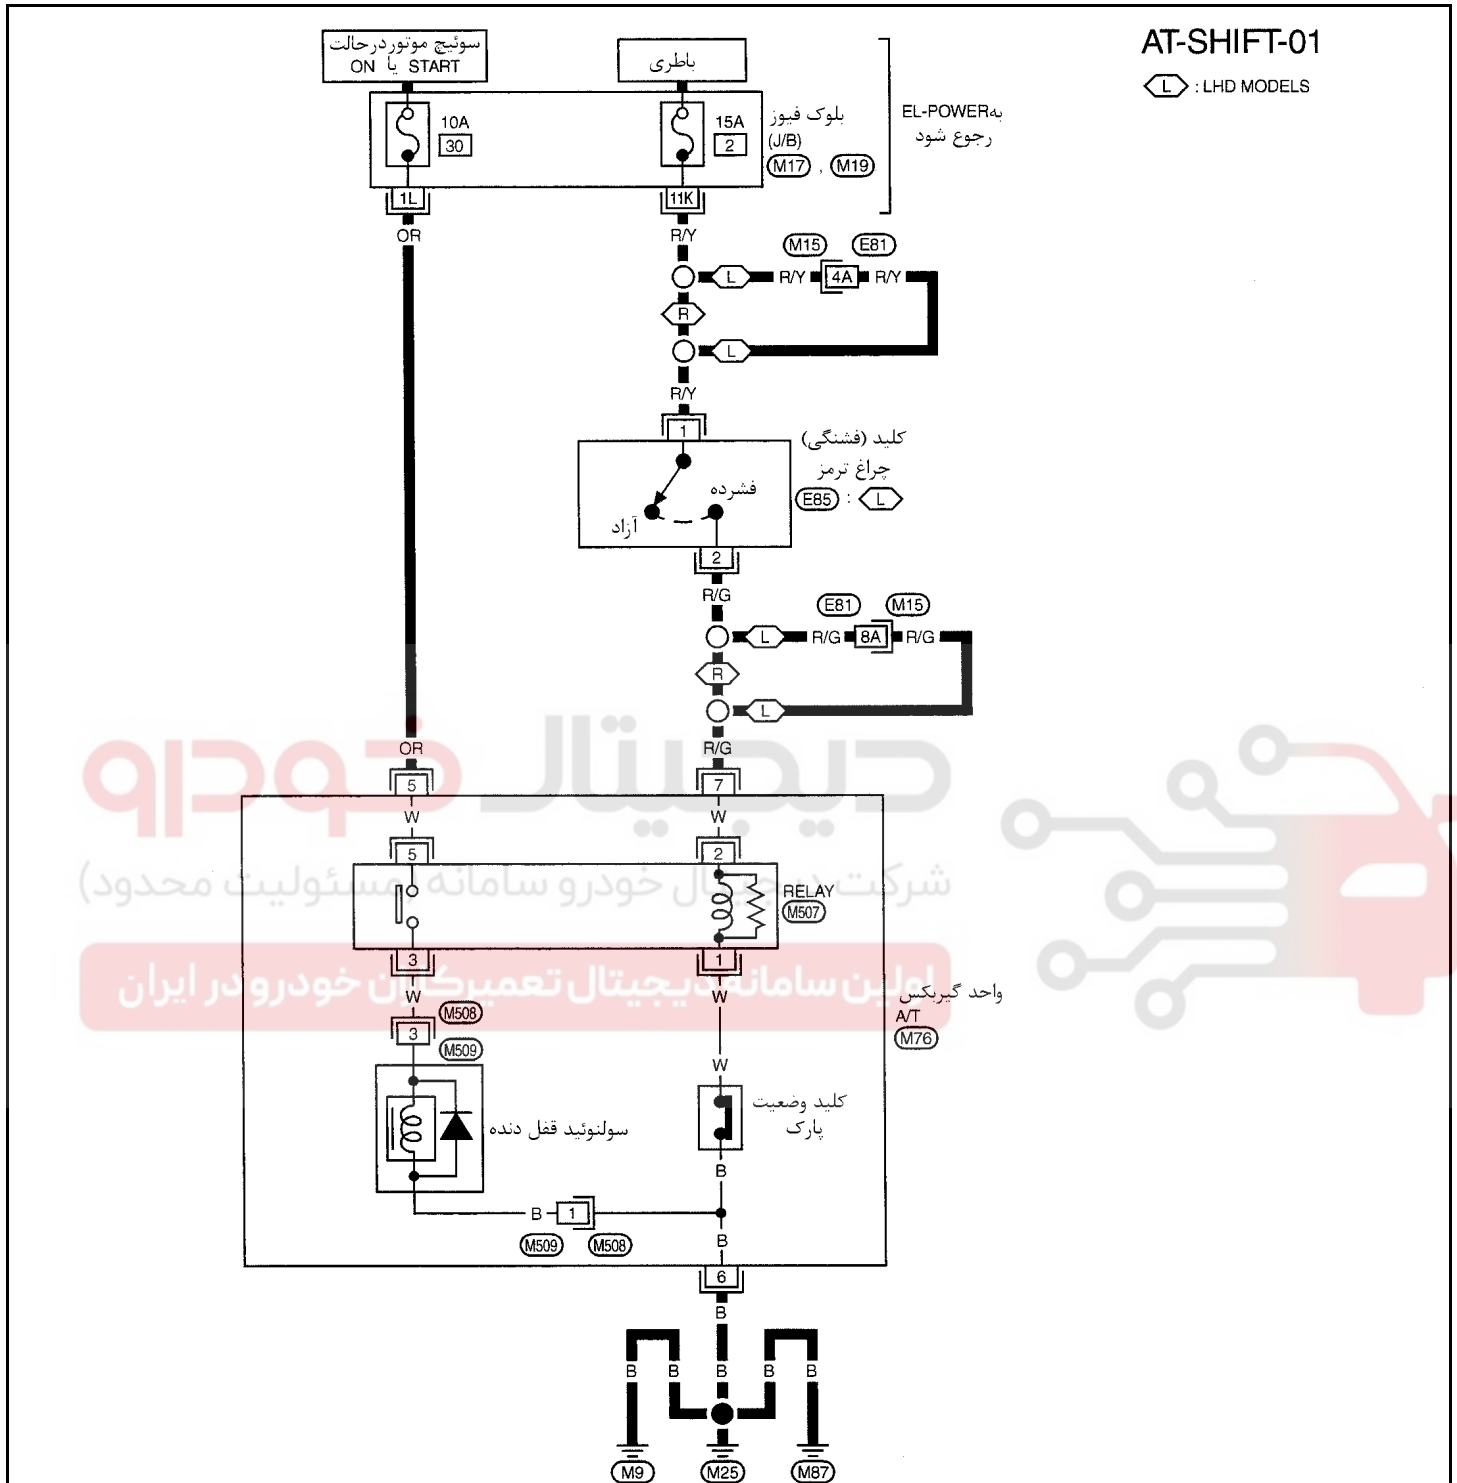 AT-SHIFT-01
L : LHD MODELS
سوئیچ موتوردرحالت
START یا ON
باطری
10A
30
15A
2
بلوک فیوز
(J/B)
M17 , M19
بهEL-POWER
رجوع شود
1L
11K
OR
R/Y
M15
E81
L
R/Y
4A
R/Y
R
L
R/Y
1
کلید (فشنگی)
چراغ ترمز
E85 : L
فشرده
آزاد
2
R/G
E81
M15
L
R/G
8A
R/G
R
L
OR
R/G
دیجیتال خودرو
5
7
W
W
5
2
شرکت دیجیتال خودرو سامانه (مسئولیت محدود)
RELAY
M507
3
1
اولین سامانه دیجیتال تعمیرکاران خودرو در ایران
W
W
واحد گیربکس
A/T
M76
M508
3
M509
W
کلید وضعیت
پارک
سولنوئید قفل دنده
B
B
1
B
M509
M508
6
B
B
B
B
B
B
M9
M25
M87